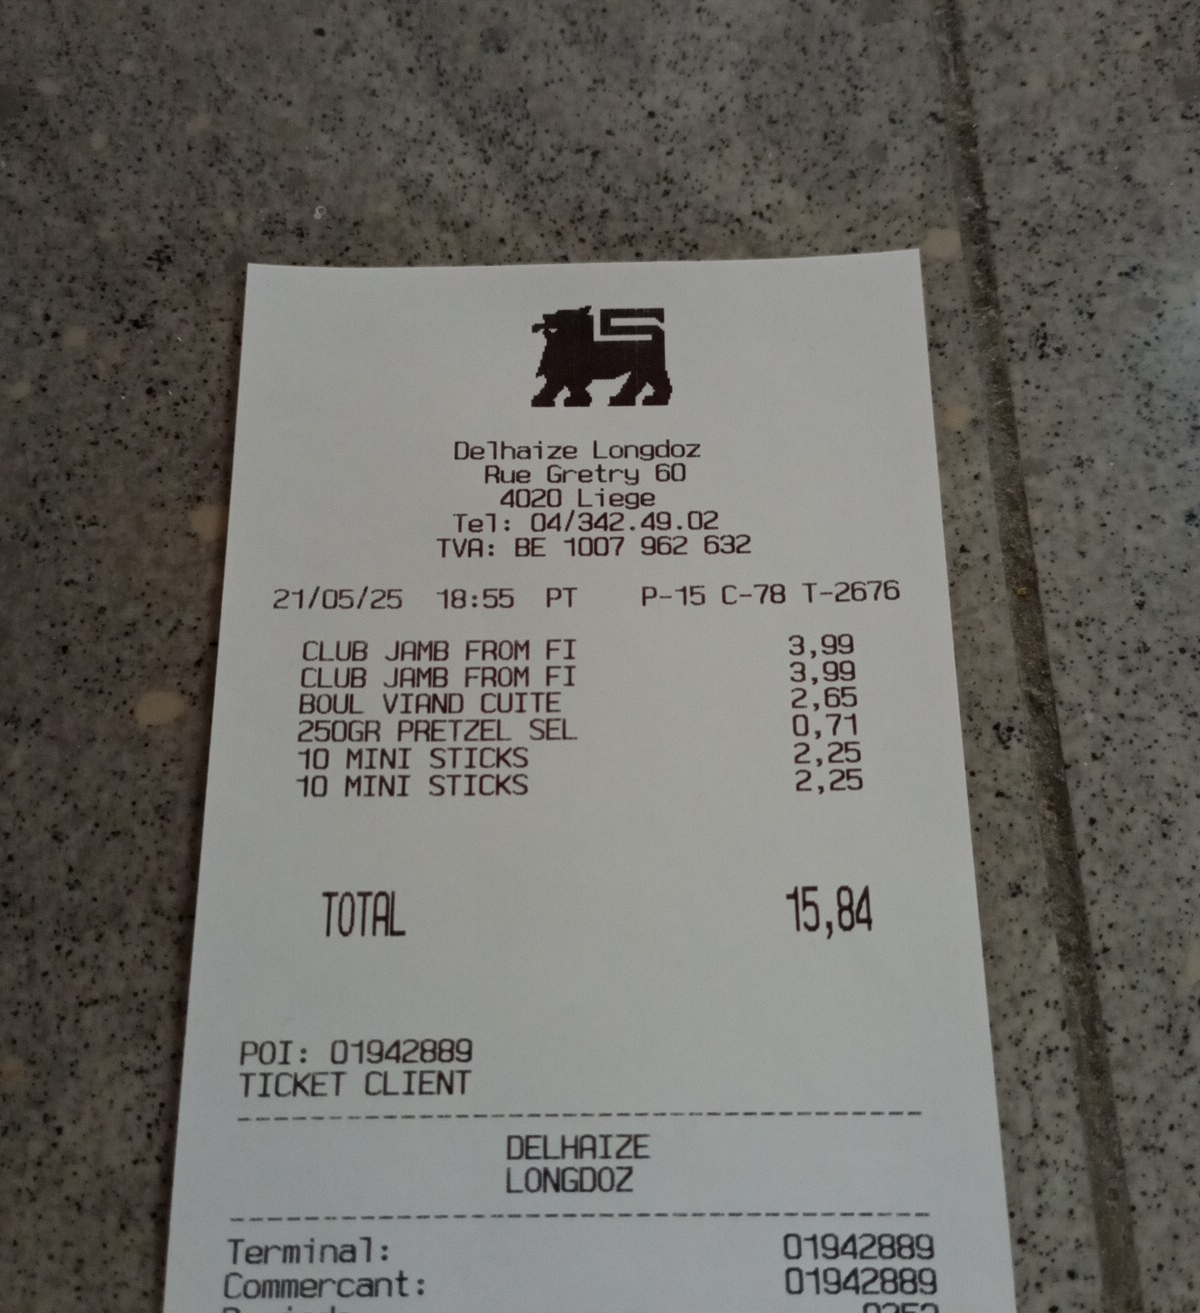 Delhaize Longdoz
Rue Gretry 60
4020 Liege
Tel: 04/342.49.02
TVA: BE 1007 962 632
21/05/25 18:55 PT P-15 C-78 T-2676
CLUB JAMB FROM FI 3,99
CLUB JAMB FROM FI 3,99
BOUL VIAND CUITE 2,65
250GR PRETZEL SEL 0,71
10 MINI STICKS 2,25
10 MINI STICKS 2,25
TOTAL 15,84
POI: 01942889
TICKET CLIENT
DELHAIZE
LONGDOZ
Terminal: 01942889
Commercant: 01942889